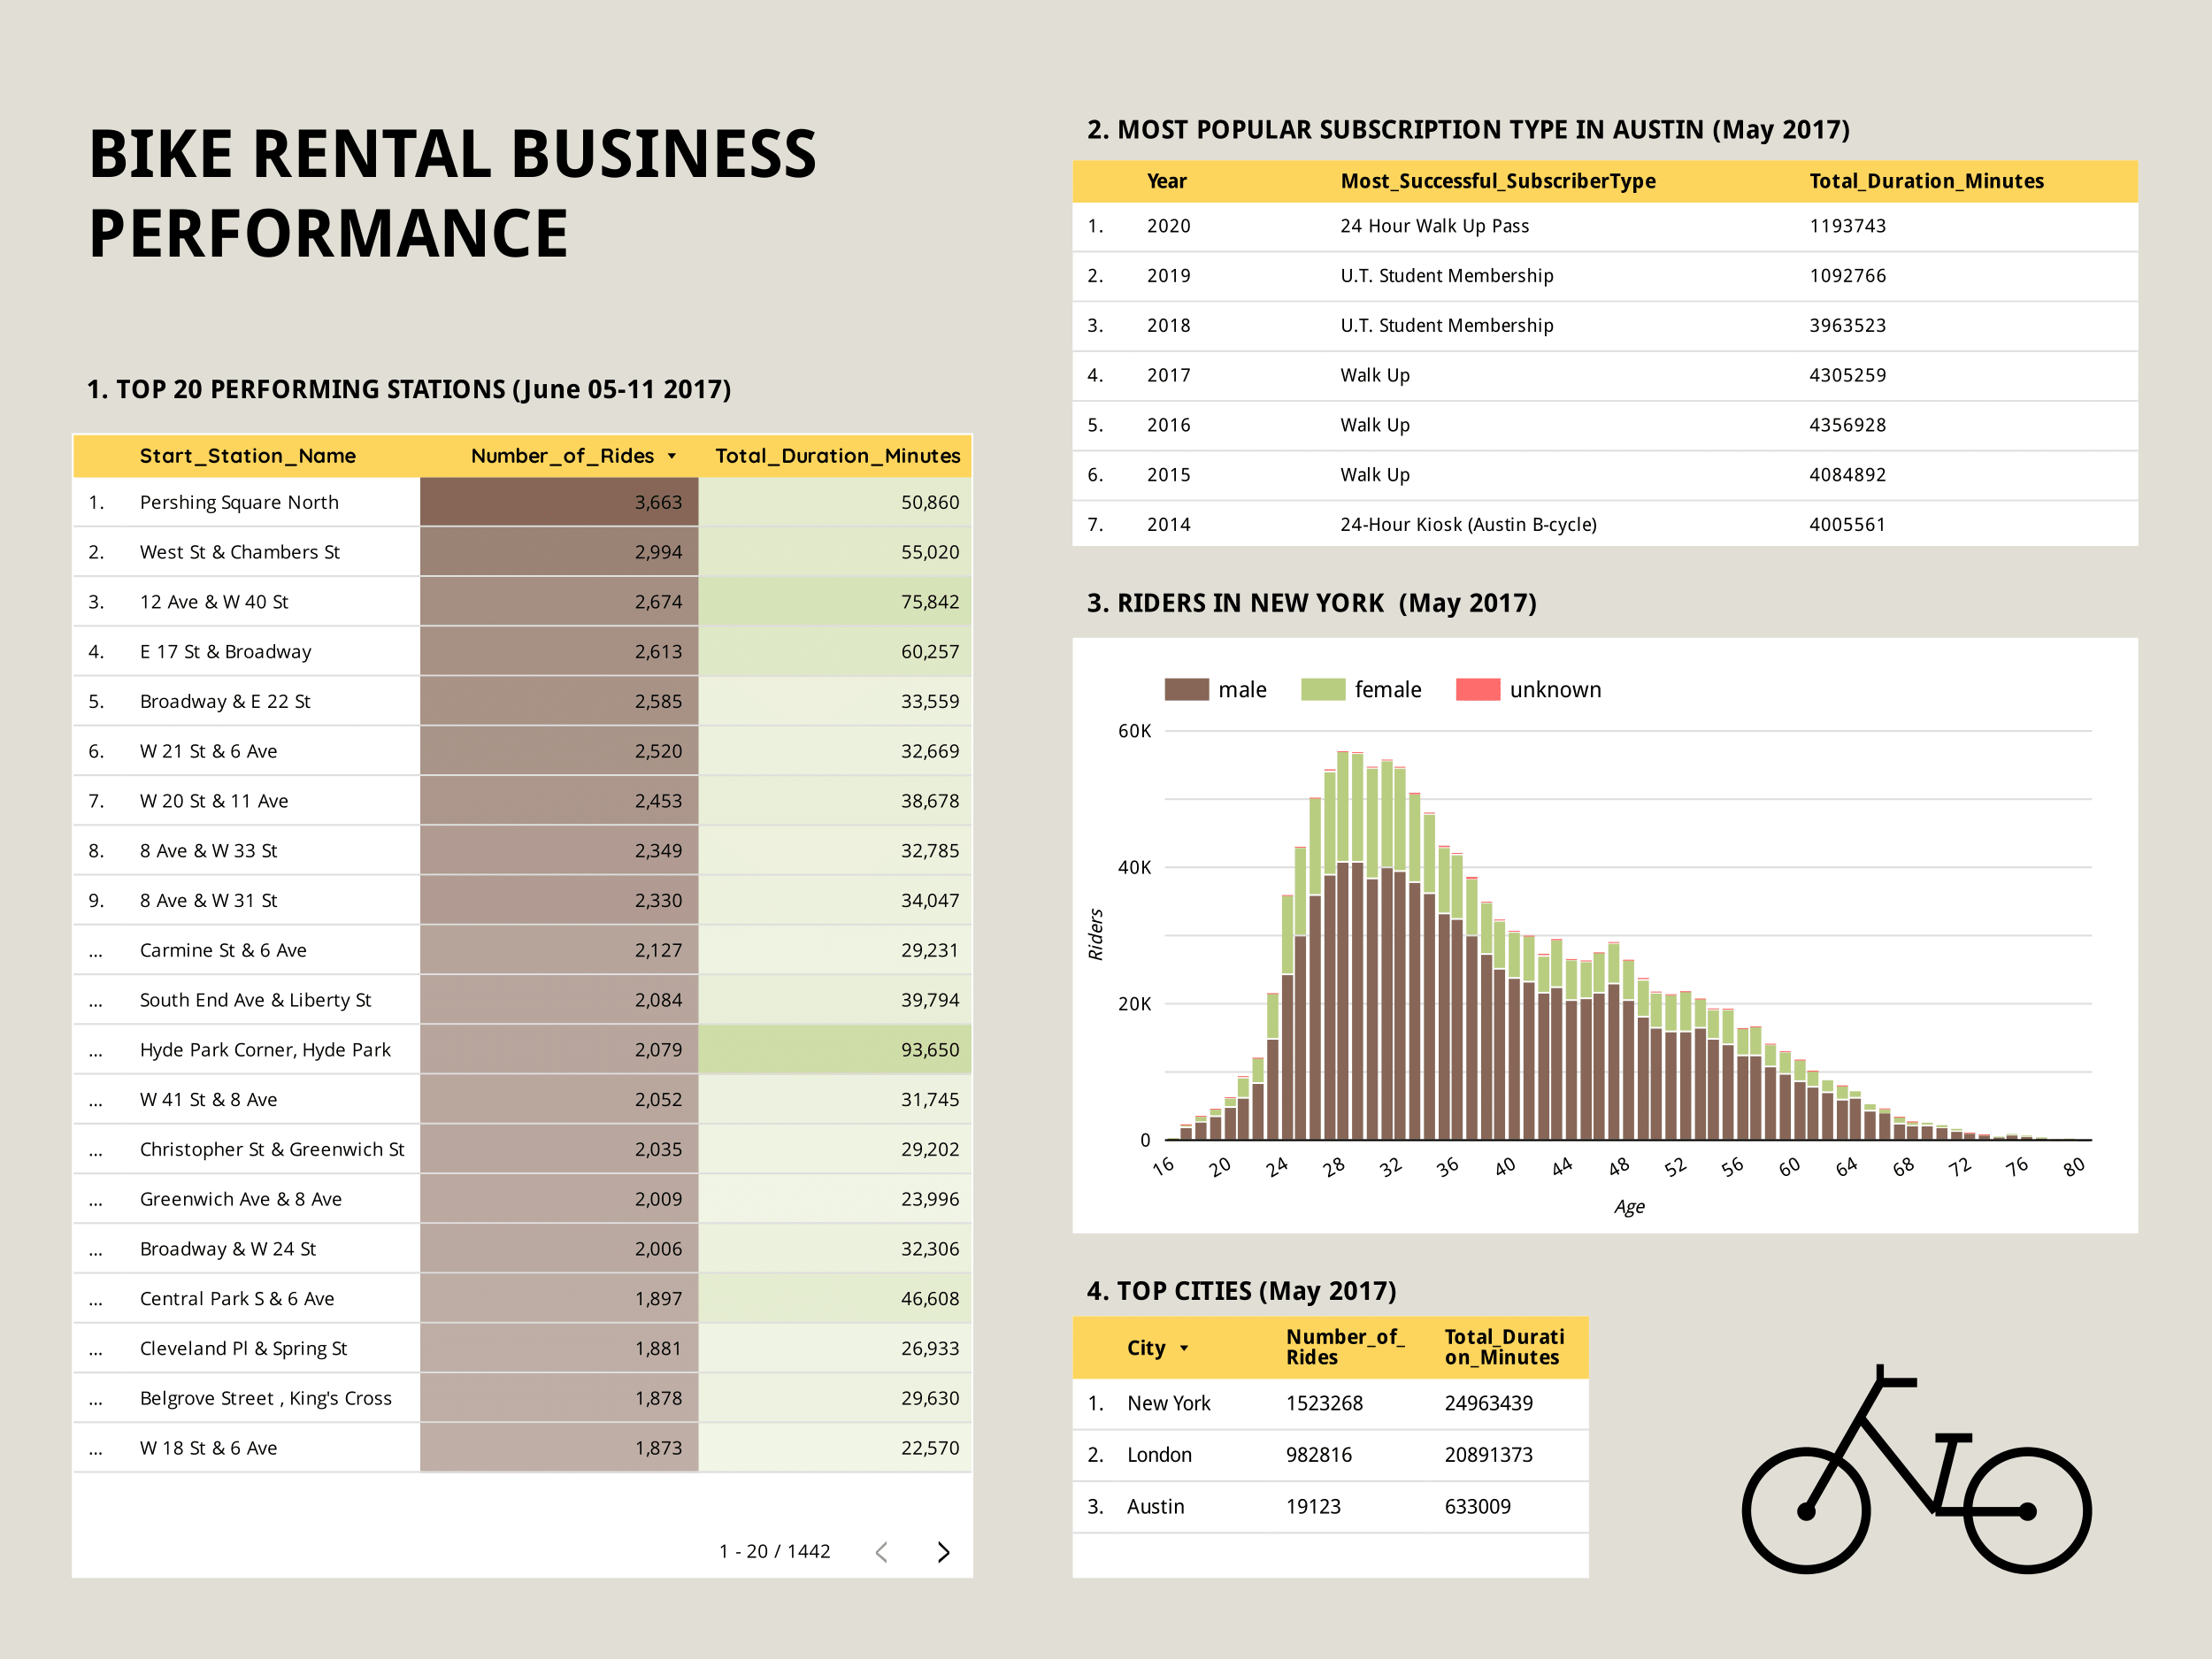 BIKE RENTAL BUSINESS
PERFORMANCE
1. TOP 20 PERFORMING STATIONS (June 05-11 2017)
Start_Station_Name Number_of_Rides Total_Duration_Minutes
1. Pershing Square North 3,663 50,860
2. West St & Chambers St 2,994 55,020
3. 12 Ave & W 40 St 2,674 75,842
4. E 17 St & Broadway 2,613 60,257
5. Broadway & E 22 St 2,585 33,559
6. W 21 St & 6 Ave 2,520 32,669
7. W 20 St & 11 Ave 2,453 38,678
8. 8 Ave & W 33 St 2,349 32,785
9. 8 Ave & W 31 St 2,330 34,047
... Carmine St & 6 Ave 2,127 29,231
... South End Ave & Liberty St 2,084 39,794
... Hyde Park Corner, Hyde Park 2,079 93,650
... W 41 St & 8 Ave 2,052 31,745
... Christopher St & Greenwich St 2,035 29,202
... Greenwich Ave & 8 Ave 2,009 23,996
... Broadway & W 24 St 2,006 32,306
... Central Park S & 6 Ave 1,897 46,608
... Cleveland Pl & Spring St 1,881 26,933
... Belgrove Street , King's Cross 1,878 29,630
... W 18 St & 6 Ave 1,873 22,570
1 - 20 / 1442
2. MOST POPULAR SUBSCRIPTION TYPE IN AUSTIN (May 2017)
Year Most_Successful_SubscriberType Total_Duration_Minutes
1. 2020 24 Hour Walk Up Pass 1193743
2. 2019 U.T. Student Membership 1092766
3. 2018 U.T. Student Membership 3963523
4. 2017 Walk Up 4305259
5. 2016 Walk Up 4356928
6. 2015 Walk Up 4084892
7. 2014 24-Hour Kiosk (Austin B-cycle) 4005561
3. RIDERS IN NEW YORK (May 2017)
male female unknown
60K
40K
20K
0
Riders
16 20 24 28 32 36 40 44 48 52 56 60 64 68 72 76 80
Age
4. TOP CITIES (May 2017)
City Number_of_ Total_Durati
Rides on_Minutes
1. New York 1523268 24963439
2. London 982816 20891373
3. Austin 19123 633009